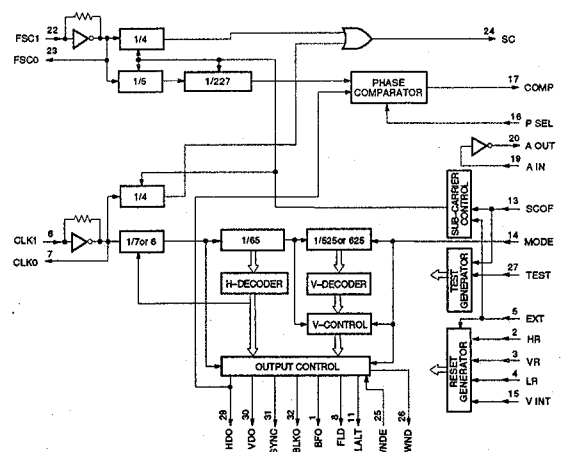 FSC1 22
1/4
24 SC
FSC0 23
1/5
1/227
PHASE COMPARATOR
17 COMP
16 P SEL
20 A OUT
19 A IN
1/4
SUB-CARRIER CONTROL
13 SCOF
CLK1 6
1/7or 6
1/65
1/525or 625
14 MODE
CLK0 7
H-DECODER
V-DECODER
TEST GENERATOR
27 TEST
V-CONTROL
5 EXT
RESET GENERATOR
2 HR
3 VR
OUTPUT CONTROL
4 LR
15 V INT
29 30 31 32 1 8 11 25 26
HDO VDO SYNC BLKO BFO FLD LALT WND